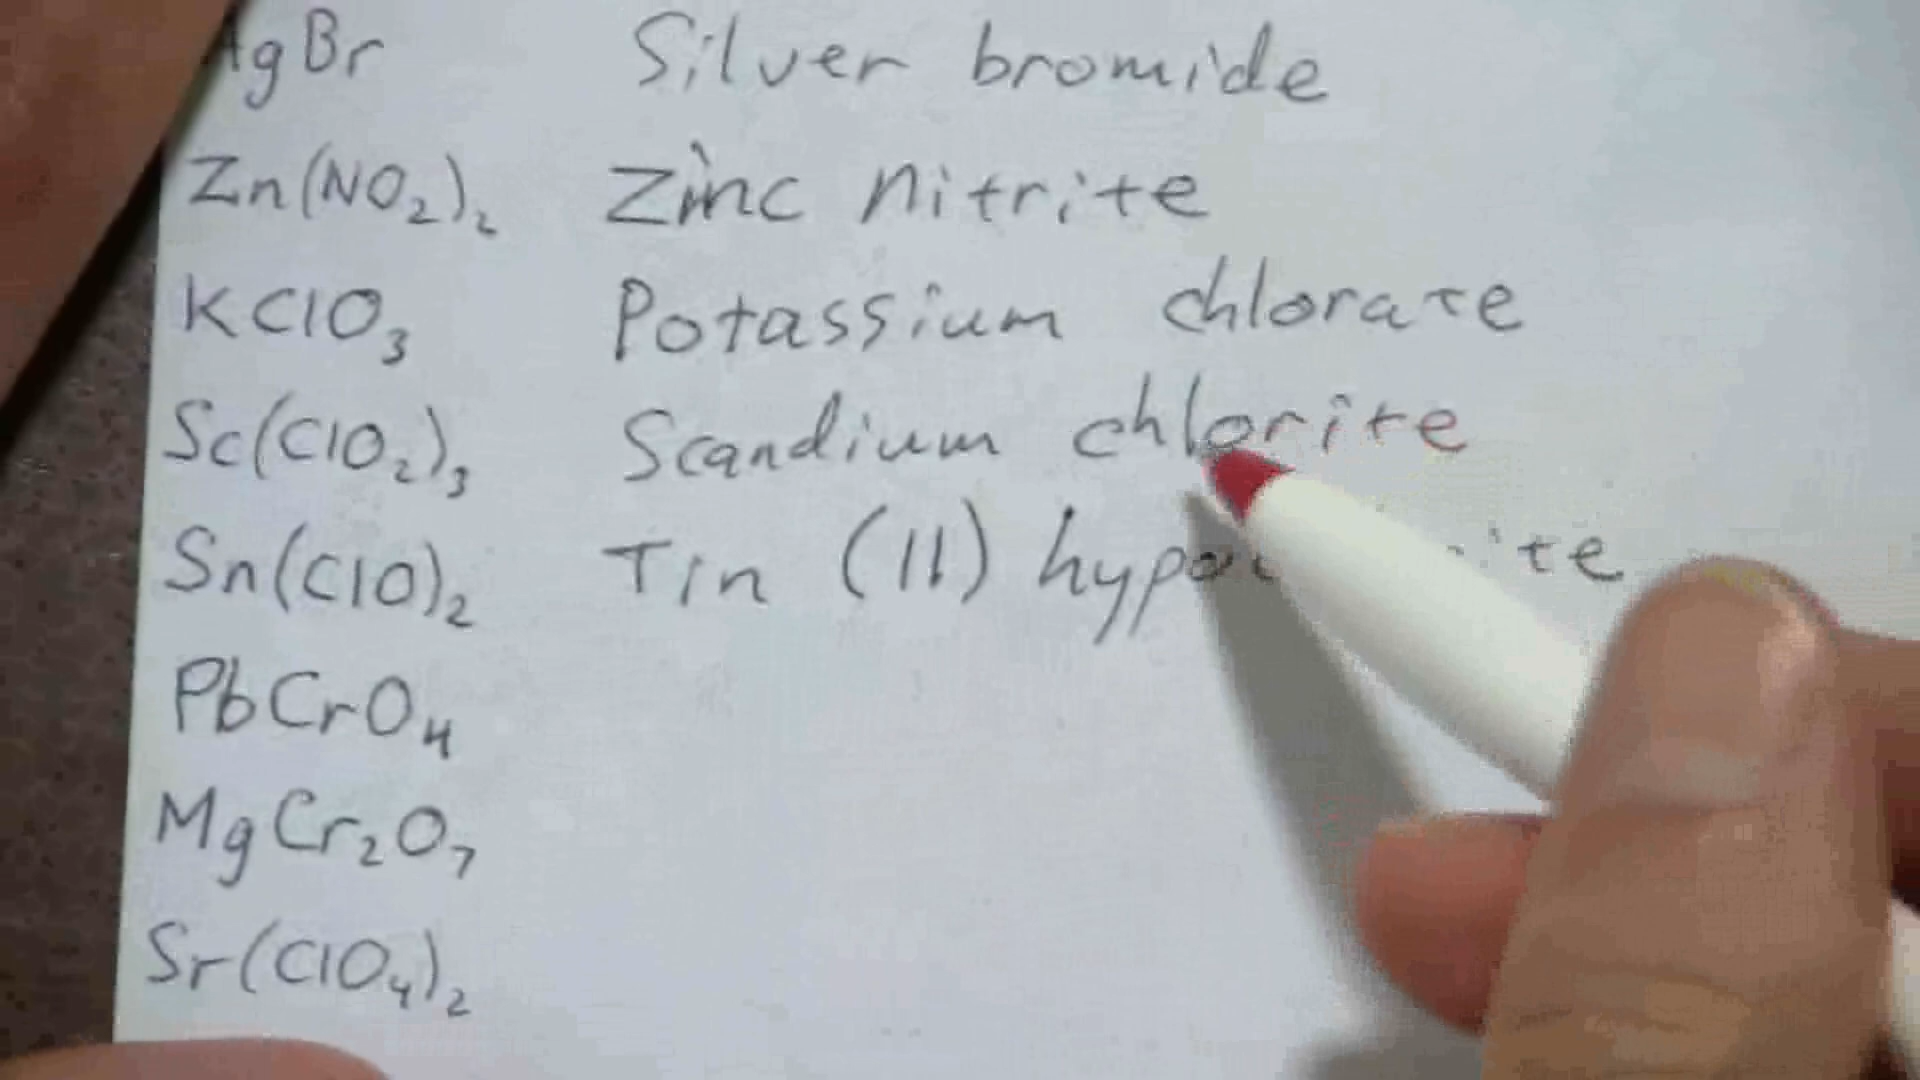 AgBr Silver bromide
Zn(NO₂)₂ Zinc nitrite
KClO₃ Potassium chlorate
Sc(ClO₂)₃ Scandium chlorite
Sn(ClO)₂ Tin (II)
PbCrO₄
MgCr₂O₇
Sr(ClO₄)₂